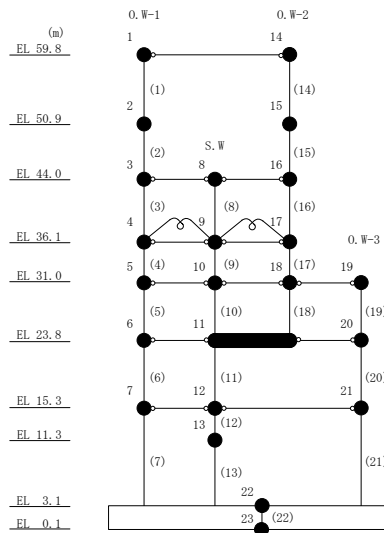 O.W-1 O.W-2
(m) 1 14
EL 59.8
(1) (14)
2 15
EL 50.9
(2) S.W (15)
3 8 16
EL 44.0
(3) (8) (16)
4 9 17
EL 36.1 O.W-3
5 (4) 10 (9) 18 (17) 19
EL 31.0
(5) (10) (18) (19)
6 11 20
EL 23.8
(6) (11) (20)
7 12 21
EL 15.3
(12)
13
EL 11.3
(7) (13) (21)
22
EL 3.1
23 (22)
EL 0.1